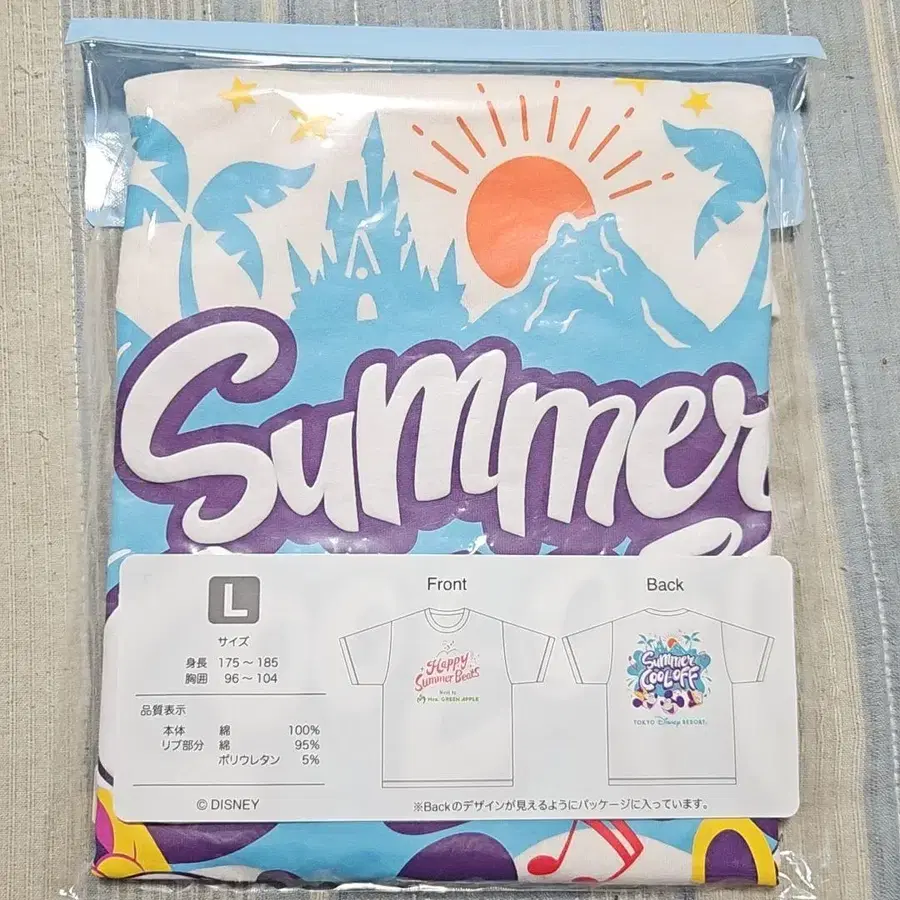 Summer
L
サイズ
身長 175～185
胸囲 96～104
品質表示
本体 綿 100%
リブ部分 綿 95%
ポリウレタン 5%
© DISNEY
Front
Happy
Summer Beats
Mrs. GREEN APPLE
Back
Summer
COOL-OFF
TOKYO Disney RESORT
※Backのデザインが見えるようにパッケージに入っています。